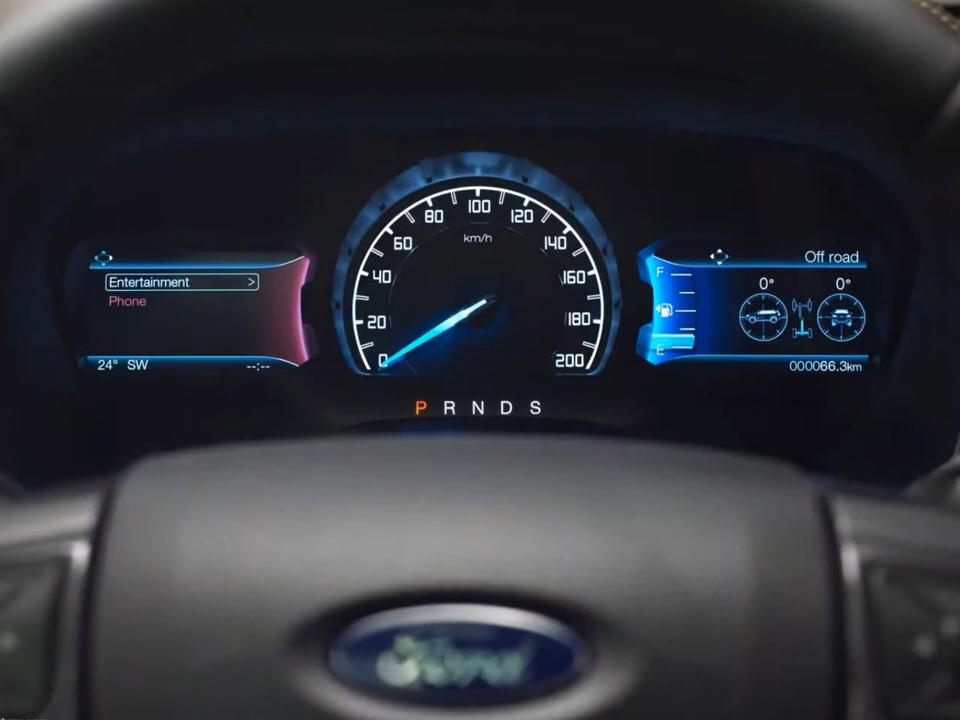 Off road
Entertainment >
Phone
24° SW --:--
0 20 40 60 80 100 120 140 160 180 200
km/h
F
E
0° 0°
000066.3km
P R N D S
Ford